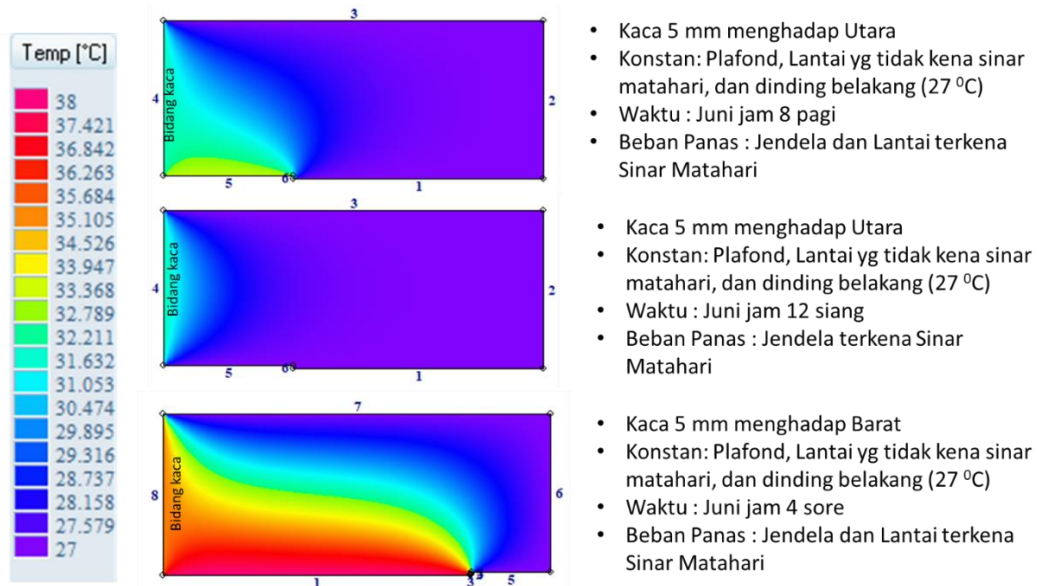 Temp [°C]
38
37.421
36.842
36.263
35.684
35.105
34.526
33.947
33.368
32.789
32.211
31.632
31.053
30.474
29.895
29.316
28.737
28.158
27.579
27
3
4
Bidang kaca
2
5
6
1
• Kaca 5 mm menghadap Utara
• Konstan: Plafond, Lantai yg tidak kena sinar
matahari, dan dinding belakang (27 ⁰C)
• Waktu : Juni jam 8 pagi
• Beban Panas : Jendela dan Lantai terkena
Sinar Matahari
3
4
Bidang kaca
2
5
6
1
• Kaca 5 mm menghadap Utara
• Konstan: Plafond, Lantai yg tidak kena sinar
matahari, dan dinding belakang (27 ⁰C)
• Waktu : Juni jam 12 siang
• Beban Panas : Jendela terkena Sinar
Matahari
7
8
Bidang kaca
6
1
3
5
• Kaca 5 mm menghadap Barat
• Konstan: Plafond, Lantai yg tidak kena sinar
matahari, dan dinding belakang (27 ⁰C)
• Waktu : Juni jam 4 sore
• Beban Panas : Jendela dan Lantai terkena
Sinar Matahari